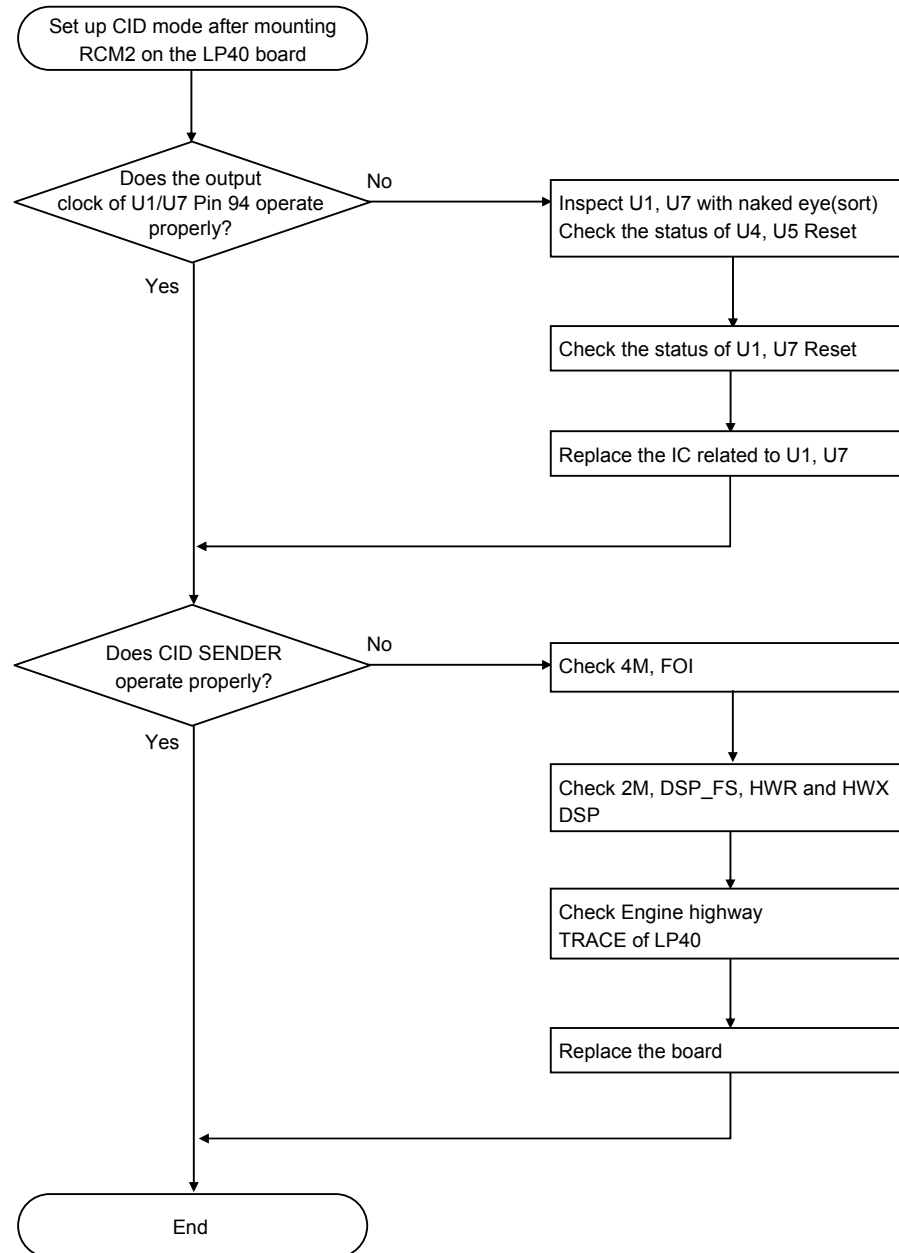 Set up CID mode after mounting
RCM2 on the LP40 board
Does the output
clock of U1/U7 Pin 94 operate
properly?
No
Yes
Inspect U1, U7 with naked eye(sort)
Check the status of U4, U5 Reset
Check the status of U1, U7 Reset
Replace the IC related to U1, U7
Does CID SENDER
operate properly?
No
Yes
Check 4M, FOI
Check 2M, DSP_FS, HWR and HWX
DSP
Check Engine highway
TRACE of LP40
Replace the board
End